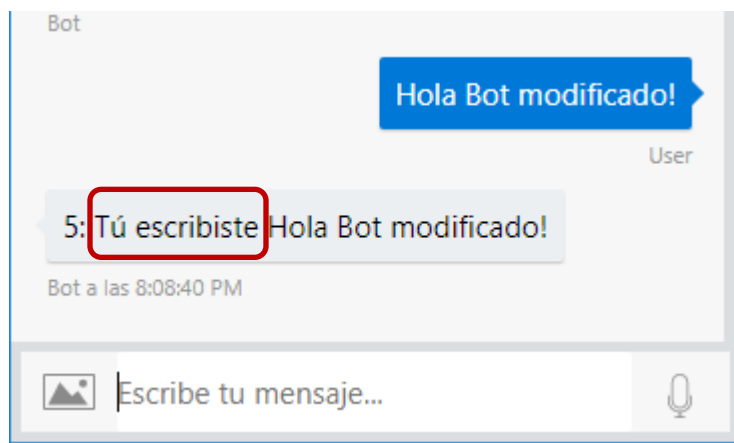 Bot
Hola Bot modificado!
User
5: Tú escribiste Hola Bot modificado!
Bot a las 8:08:40 PM
Escribe tu mensaje...